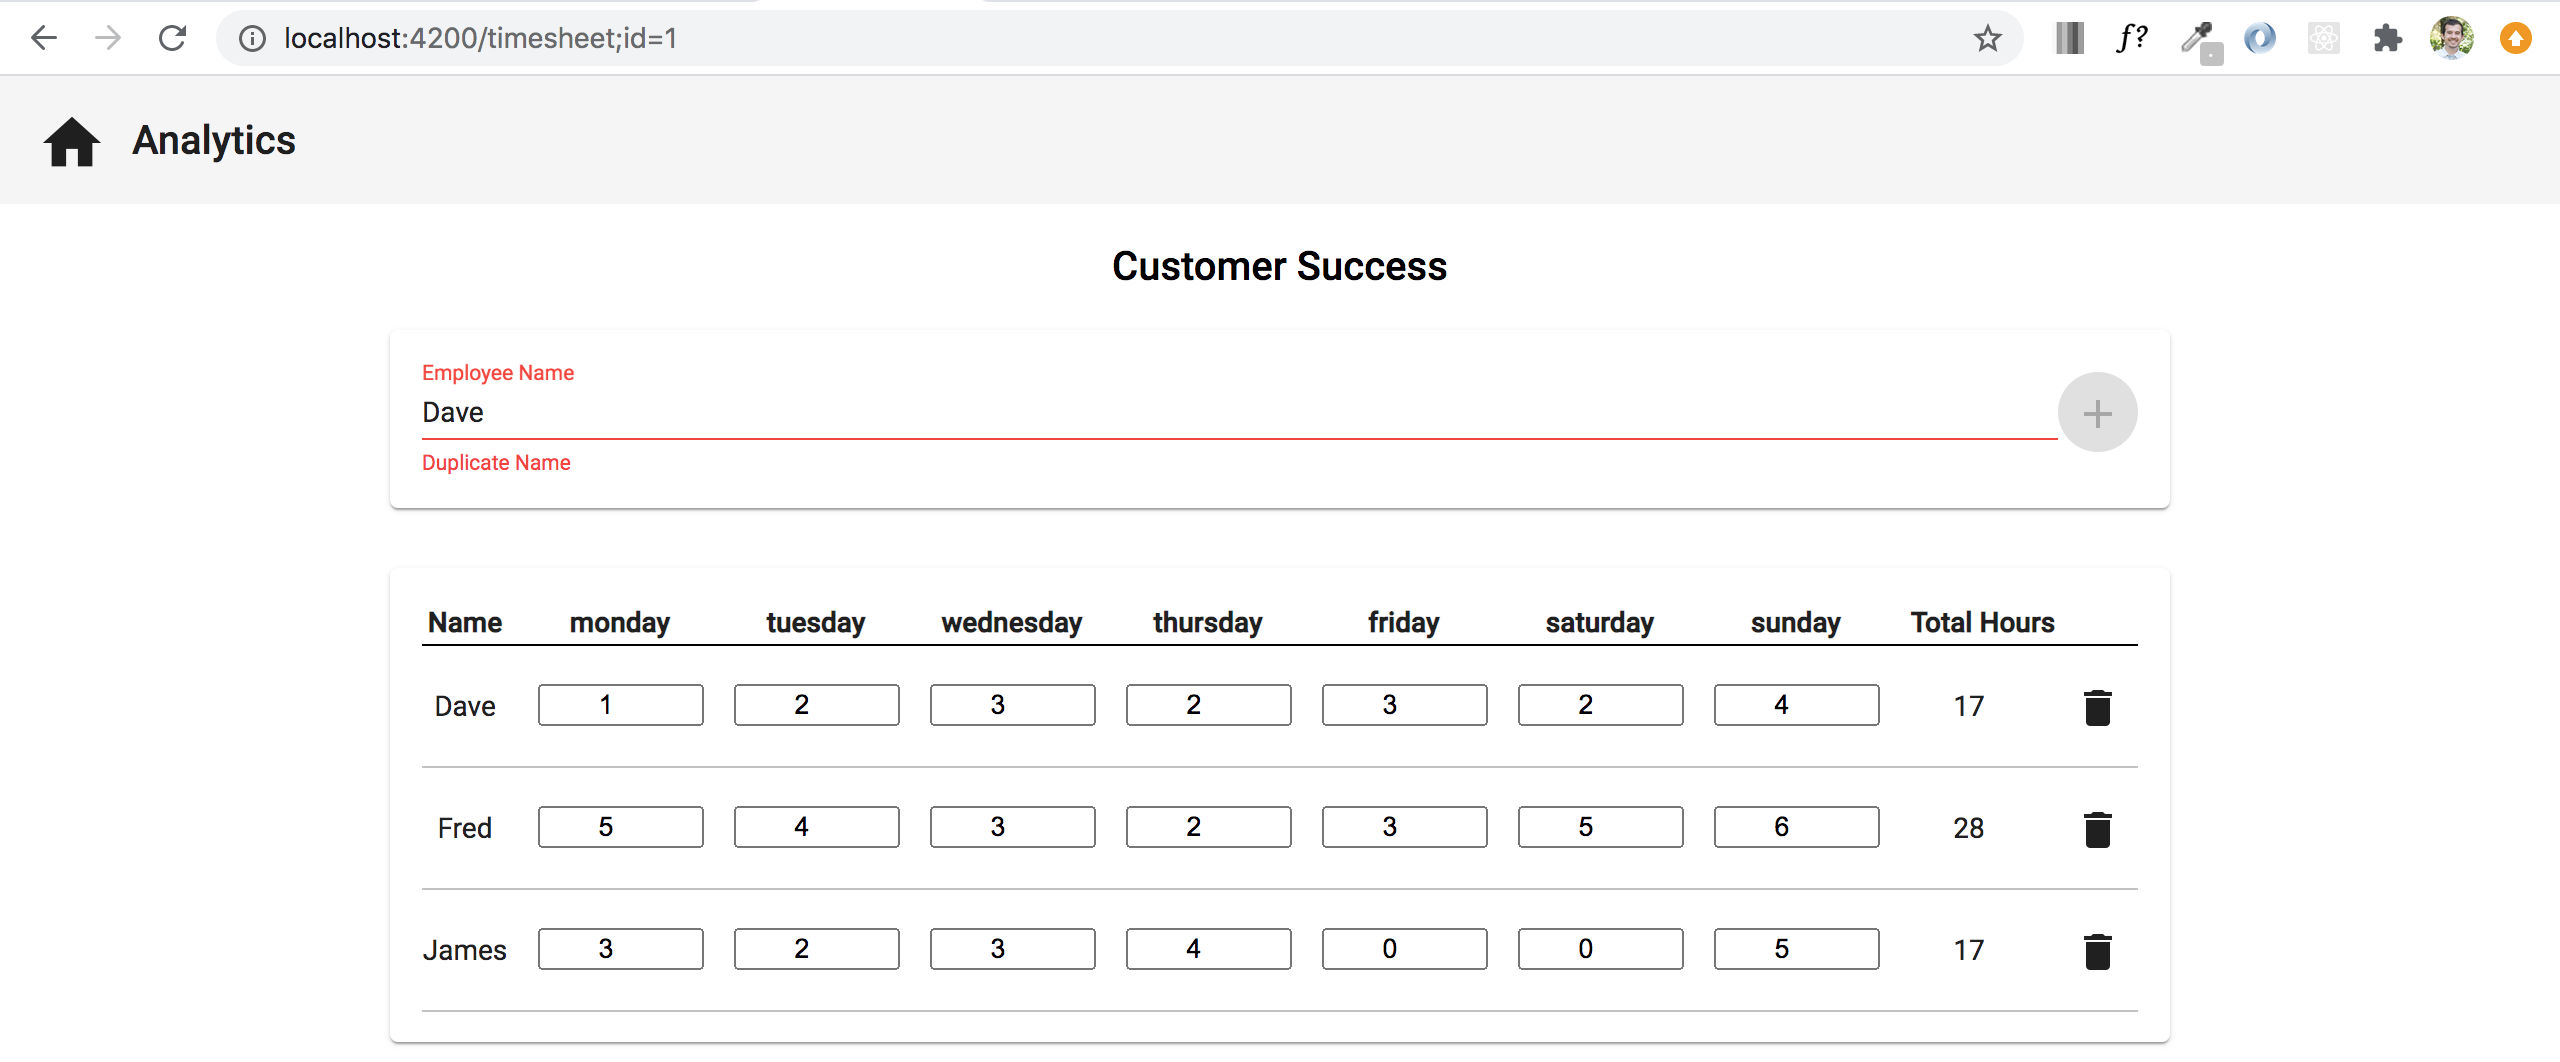 localhost:4200/timesheet;id=1
f?
Analytics
Customer Success
Employee Name
Dave
Duplicate Name
Name monday tuesday wednesday thursday friday saturday sunday Total Hours
Dave 1 2 3 2 3 2 4 17
Fred 5 4 3 2 3 5 6 28
James 3 2 3 4 0 0 5 17